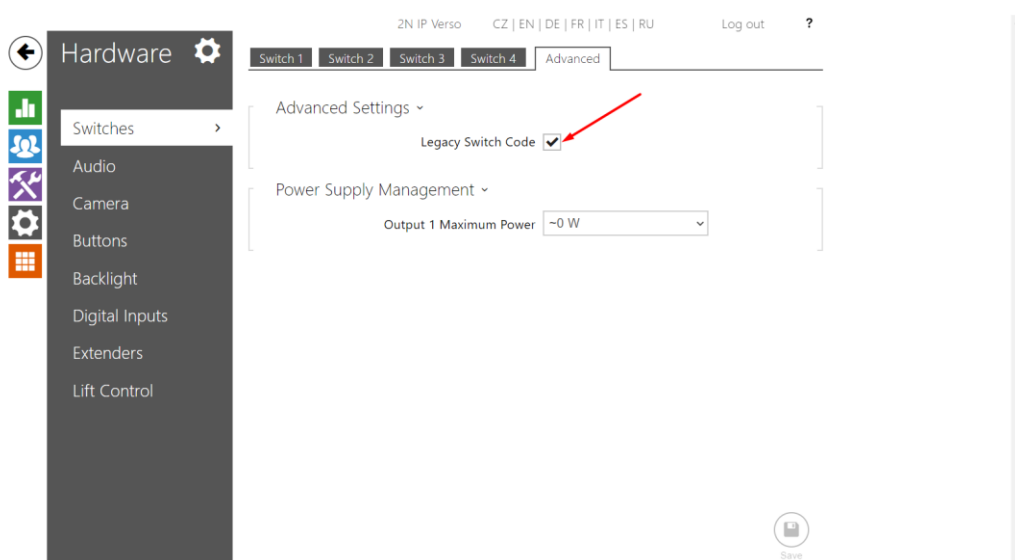 2N IP Verso CZ | EN | DE | FR | IT | ES | RU Log out ?
Hardware
Switches
Audio
Camera
Buttons
Backlight
Digital Inputs
Extenders
Lift Control
Switch 1 Switch 2 Switch 3 Switch 4 Advanced
Advanced Settings
Legacy Switch Code
Power Supply Management
Output 1 Maximum Power ~0 W
Save